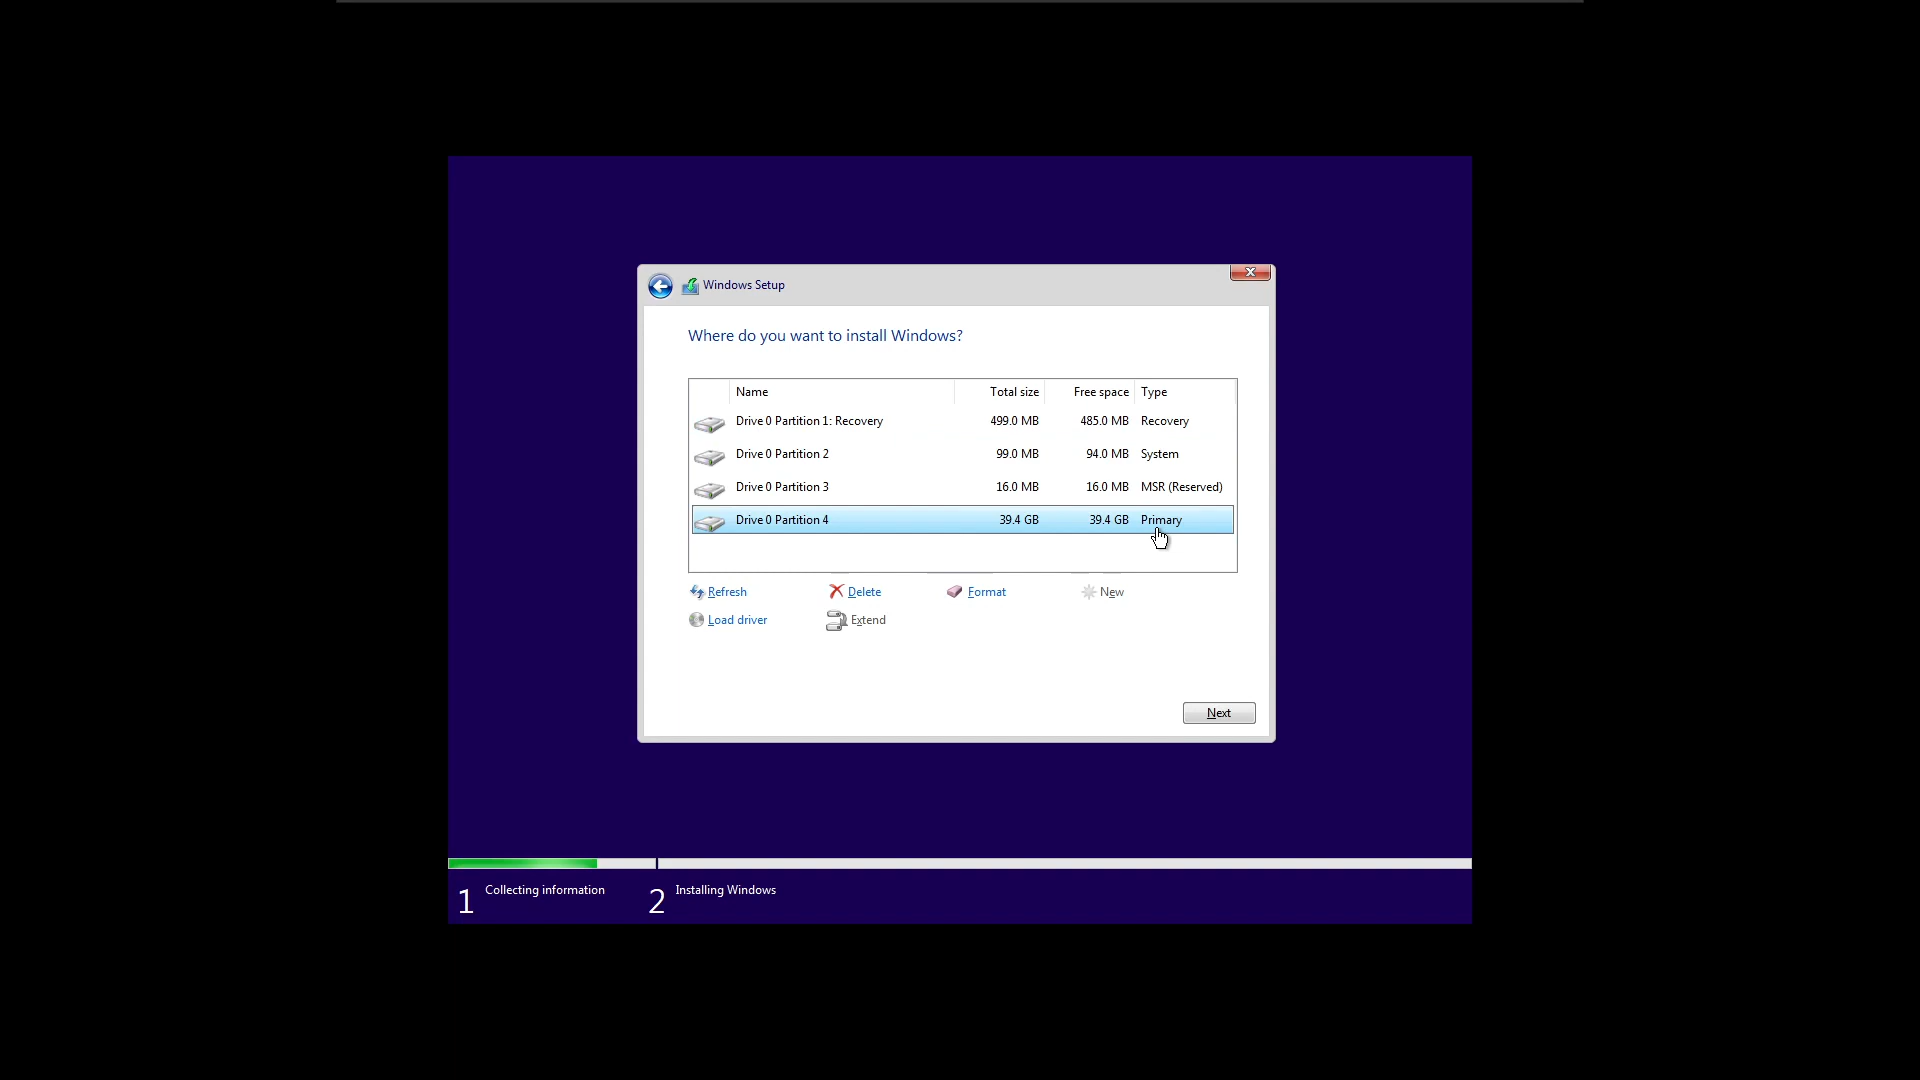 Windows Setup
Where do you want to install Windows?
Name Total size Free space Type
Drive 0 Partition 1: Recovery 499.0 MB 485.0 MB Recovery
Drive 0 Partition 2 99.0 MB 94.0 MB System
Drive 0 Partition 3 16.0 MB 16.0 MB MSR (Reserved)
Drive 0 Partition 4 39.4 GB 39.4 GB Primary
Refresh Delete Format New
Load driver Extend
Next
1 Collecting information 2 Installing Windows